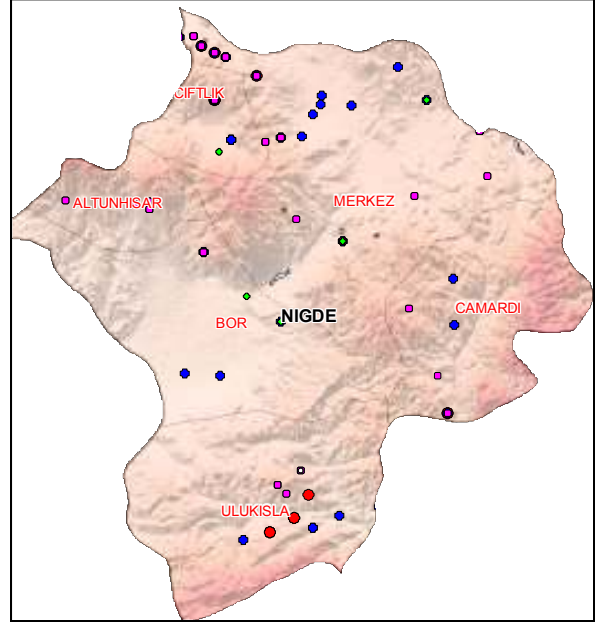 CIFTLIK
ALTUNHISAR
MERKEZ
CAMARDI
NIGDE
BOR
ULUKISLA